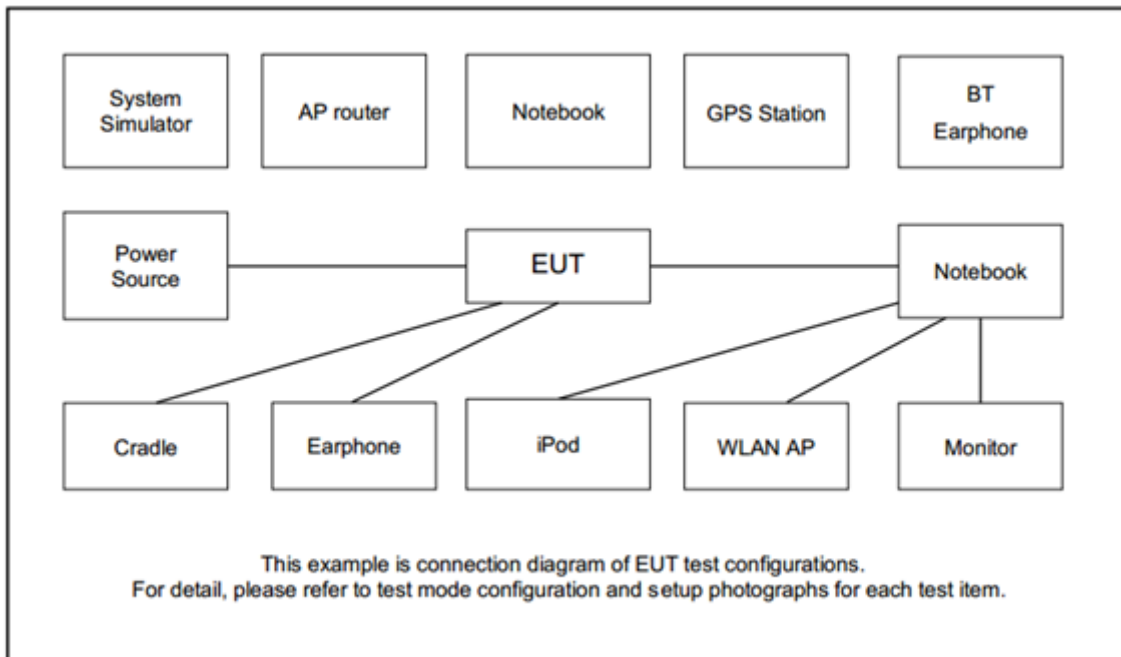 System
Simulator
AP router
Notebook
GPS Station
BT
Earphone
Power
Source
EUT
Notebook
Cradle
Earphone
iPod
WLAN AP
Monitor
This example is connection diagram of EUT test configurations.
For detail, please refer to test mode configuration and setup photographs for each test item.